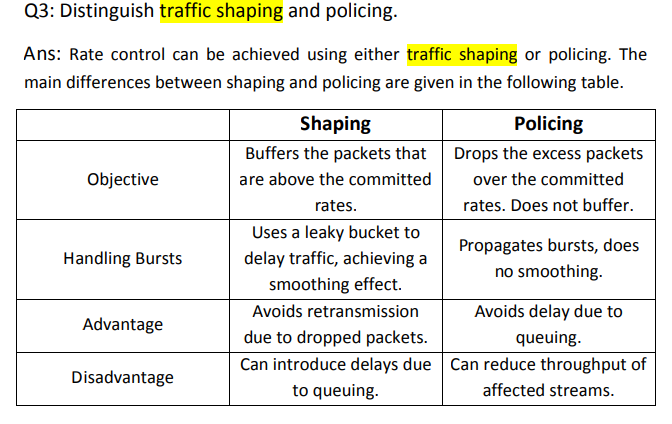 Q3: Distinguish traffic shaping and policing.
Ans: Rate control can be achieved using either traffic shaping or policing. The
main differences between shaping and policing are given in the following table.
Shaping
Policing
Objective
Buffers the packets that
are above the committed
rates.
Drops the excess packets
over the committed
rates. Does not buffer.
Handling Bursts
Uses a leaky bucket to
delay traffic, achieving a
smoothing effect.
Propagates bursts, does
no smoothing.
Advantage
Avoids retransmission
due to dropped packets.
Avoids delay due to
queuing.
Disadvantage
Can introduce delays due
to queuing.
Can reduce throughput of
affected streams.